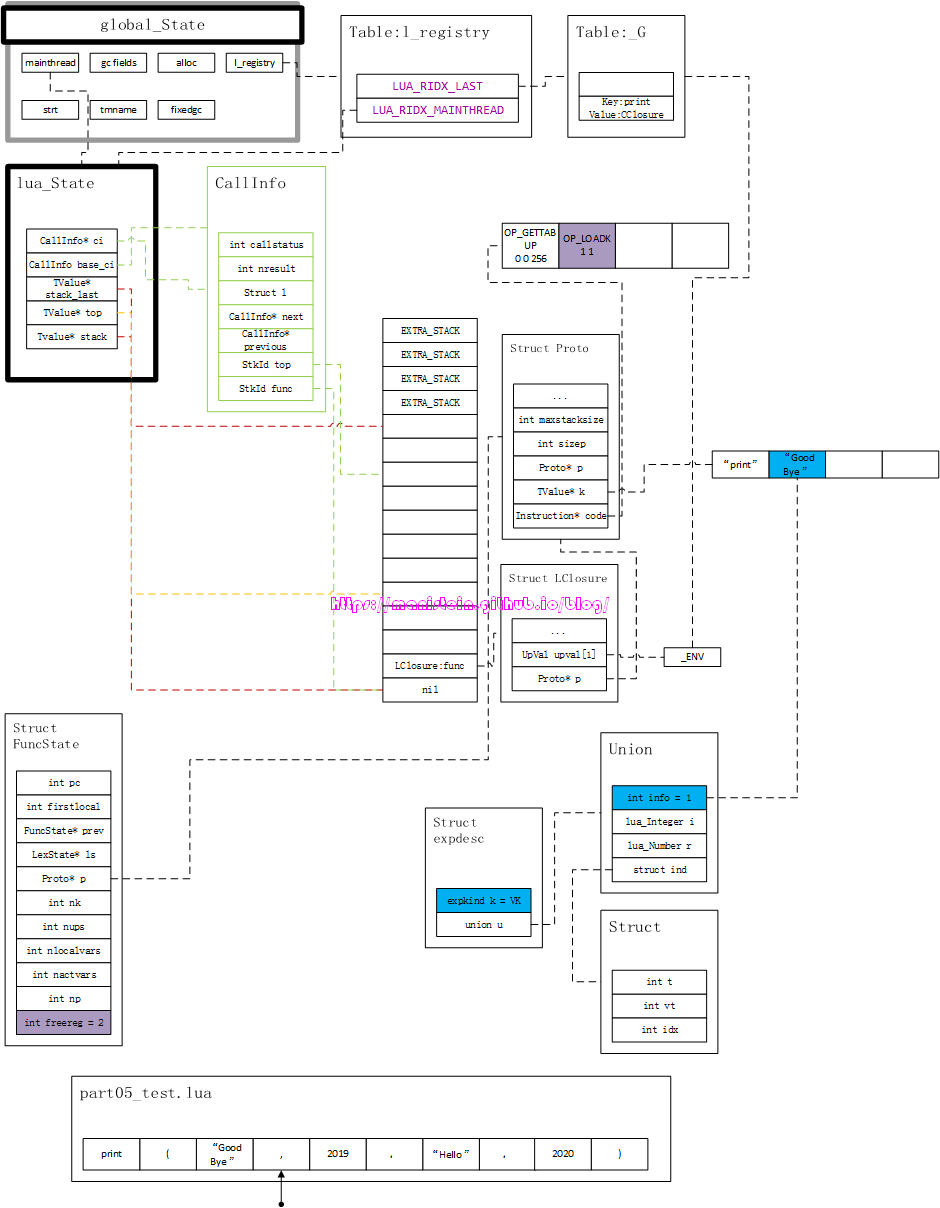 global_State
mainthread
gc fields
alloc
l_registry
strt
tmname
fixedgc
Table:l_registry
LUA_RIDX_LAST
LUA_RIDX_MAINTHREAD
Table:_G
Key:print
Value:CClosure
lua_State
CallInfo* ci
CallInfo base_ci
TValue*
stack_last
TValue* top
Tvalue* stack
CallInfo
int callstatus
int nresult
Struct l
CallInfo* next
CallInfo*
previous
StkId top
StkId func
OP_GETTAB
UP
0 0 256
OP_LOADK
1 1
EXTRA_STACK
EXTRA_STACK
EXTRA_STACK
EXTRA_STACK
LClosure:func
nil
Struct Proto
...
int maxstacksize
int sizep
Proto* p
TValue* k
Instruction* code
“print”
“Good
Bye”
https://manistein.github.io/blog/
Struct LClosure
...
UpVal upval[1]
Proto* p
_ENV
Struct
FuncState
int pc
int firstlocal
FuncState* prev
LexState* ls
Proto* p
int nk
int nups
int nlocalvars
int nactvars
int np
int freereg = 2
Struct
expdesc
expkind k = VK
union u
Union
int info = 1
lua_Integer i
lua_Number r
struct ind
Struct
int t
int vt
int idx
part05_test.lua
print
(
“Good
Bye”
,
2019
,
“Hello”
,
2020
)